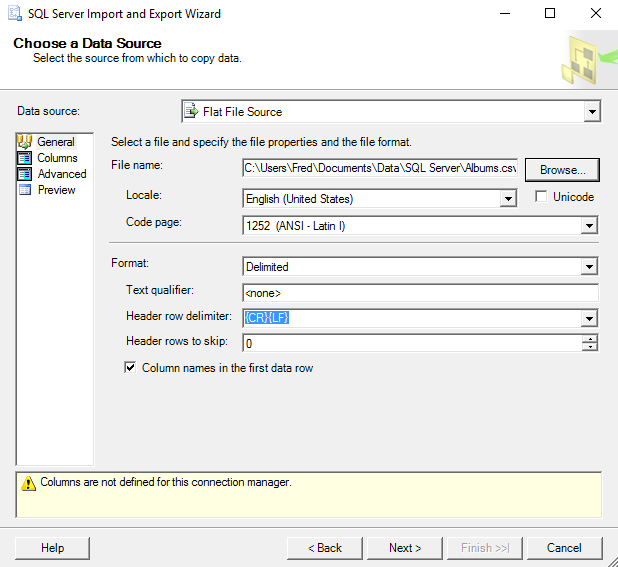 SQL Server Import and Export Wizard
Choose a Data Source
Select the source from which to copy data.
Data source:
Flat File Source
General
Columns
Advanced
Preview
Select a file and specify the file properties and the file format.
File name:
C:\Users\Fred\Documents\Data\SQL Server\Albums.csv
Browse...
Locale:
English (United States)
Unicode
Code page:
1252 (ANSI - Latin I)
Format:
Delimited
Text qualifier:
<none>
Header row delimiter:
{CR}{LF}
Header rows to skip:
0
Column names in the first data row
Columns are not defined for this connection manager.
Help
< Back
Next >
Finish >>|
Cancel